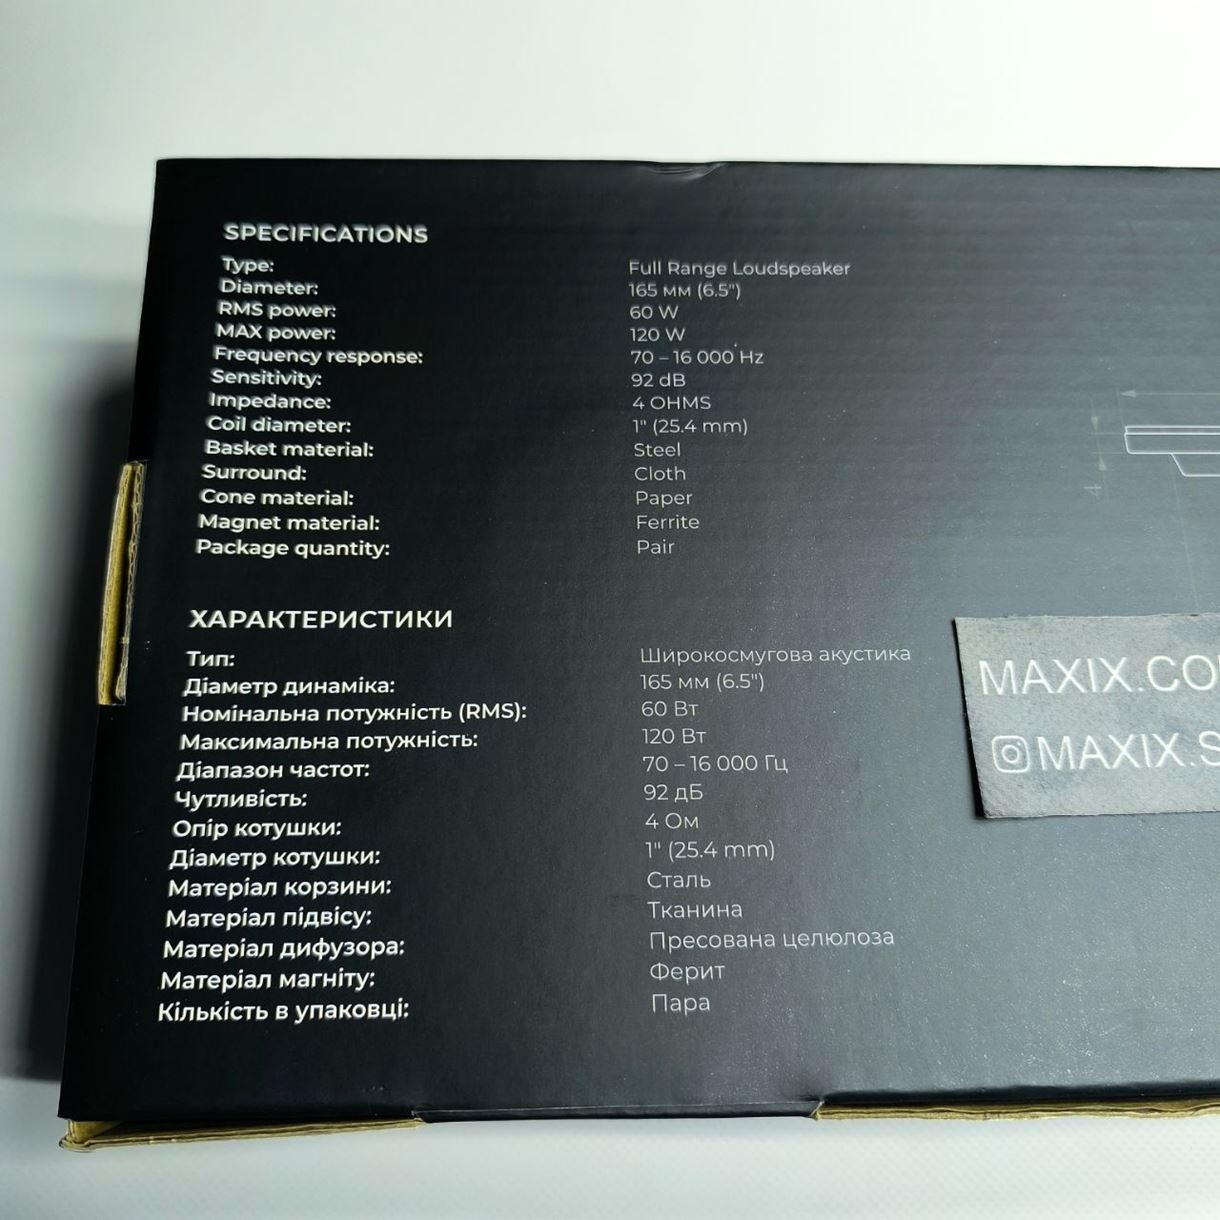 SPECIFICATIONS
Type: Full Range Loudspeaker
Diameter: 165 мм (6.5")
RMS power: 60 W
MAX power: 120 W
Frequency response: 70 – 16 000 Hz
Sensitivity: 92 dB
Impedance: 4 OHMS
Coil diameter: 1" (25.4 mm)
Basket material: Steel
Surround: Cloth
Cone material: Paper
Magnet material: Ferrite
Package quantity: Pair
ХАРАКТЕРИСТИКИ
Тип: Широкосмугова акустика
Діаметр динаміка: 165 мм (6.5")
Номінальна потужність (RMS): 60 Вт
Максимальна потужність: 120 Вт
Діапазон частот: 70 – 16 000 Гц
Чутливість: 92 дБ
Опір котушки: 4 Ом
Діаметр котушки: 1" (25.4 mm)
Матеріал корзини: Сталь
Матеріал підвісу: Тканина
Матеріал дифузора: Пресована целюлоза
Матеріал магніту: Ферит
Кількість в упаковці: Пара
MAXIX.CO
MAXIX.S